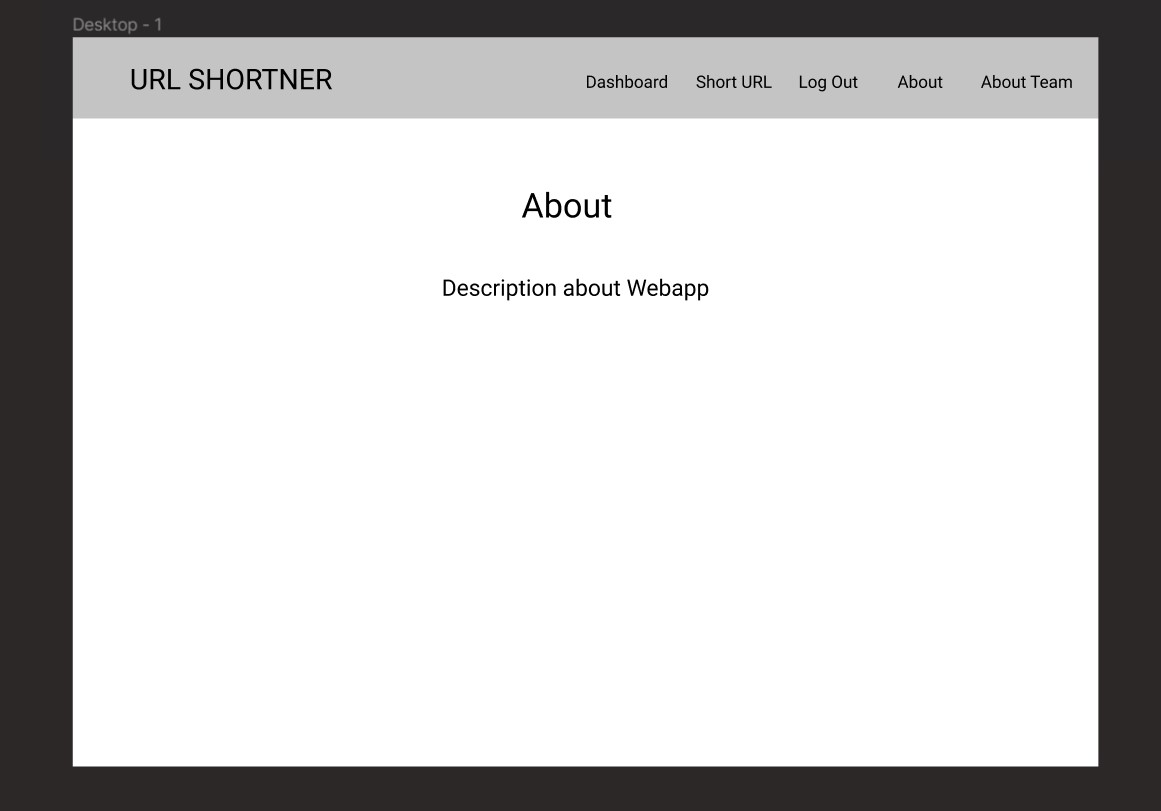 Desktop - 1
URL SHORTNER
Dashboard Short URL Log Out About About Team
About
Description about Webapp